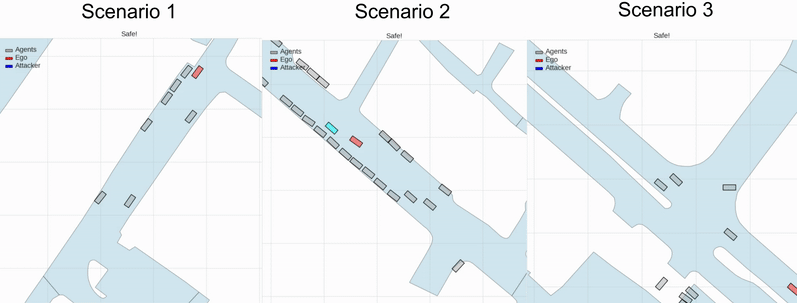 Scenario 1
Scenario 2
Scenario 3
Safe!
Agents
Ego
Attacker
Safe!
Agents
Ego
Attacker
Safe!
Agents
Ego
Attacker